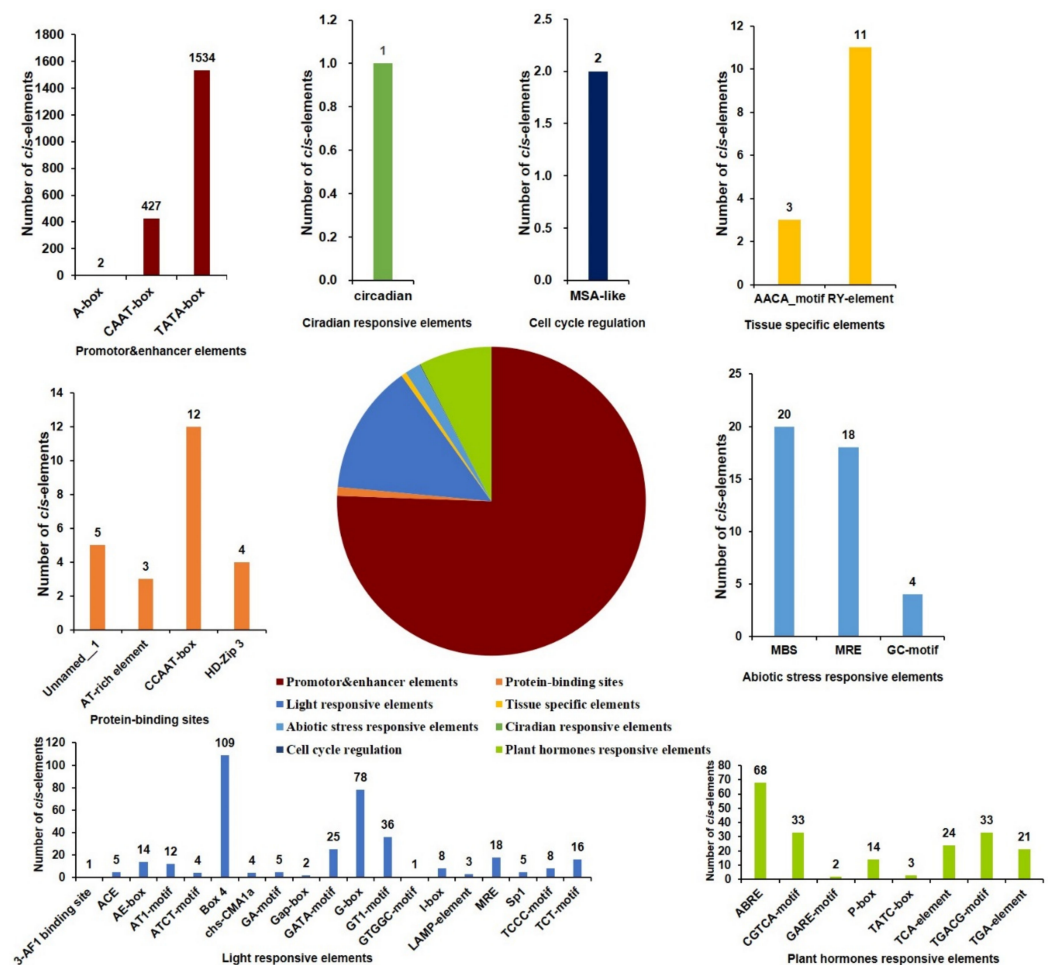 Number of cis-elements
1800
1600
1400
1200
1000
800
600
400
200
0
2
427
1534
A-box
CAAT-box
TATA-box
Promotor&enhancer elements
Number of cis-elements
1.2
1.0
0.8
0.6
0.4
0.2
0.0
1
circadian
Ciradian responsive elements
Number of cis-elements
2.5
2.0
1.5
1.0
0.5
0.0
2
MSA-like
Cell cycle regulation
Number of cis-elements
12
10
8
6
4
2
0
3
11
AACA_motif RY-element
Tissue specific elements
Number of cis-elements
14
12
10
8
6
4
2
0
5
3
12
4
Unnamed__1
AT-rich element
CCAAT-box
HD-Zip 3
Protein-binding sites
Promotor&enhancer elements
Protein-binding sites
Light responsive elements
Tissue specific elements
Abiotic stress responsive elements
Ciradian responsive elements
Cell cycle regulation
Plant hormones responsive elements
Number of cis-elements
25
20
15
10
5
0
20
18
4
MBS
MRE
GC-motif
Abiotic stress responsive elements
Number of cis-elements
120
100
80
60
40
20
0
1
5
14
12
4
109
4
5
2
25
78
36
1
8
3
18
5
8
16
3-AF1 binding site
ACE
AE-box
AT1-motif
ATCT-motif
Box 4
chs-CMA1a
GA-motif
Gap-box
GATA-motif
G-box
GT1-motif
GTGGC-motif
I-box
LAMP-element
MRE
Sp1
TCCC-motif
TCT-motif
Light responsive elements
Number of cis-elements
80
70
60
50
40
30
20
10
0
68
33
2
14
3
24
33
21
ABRE
CGTCA-motif
GARE-motif
P-box
TATC-box
TCA-element
TGACG-motif
TGA-element
Plant hormones responsive elements